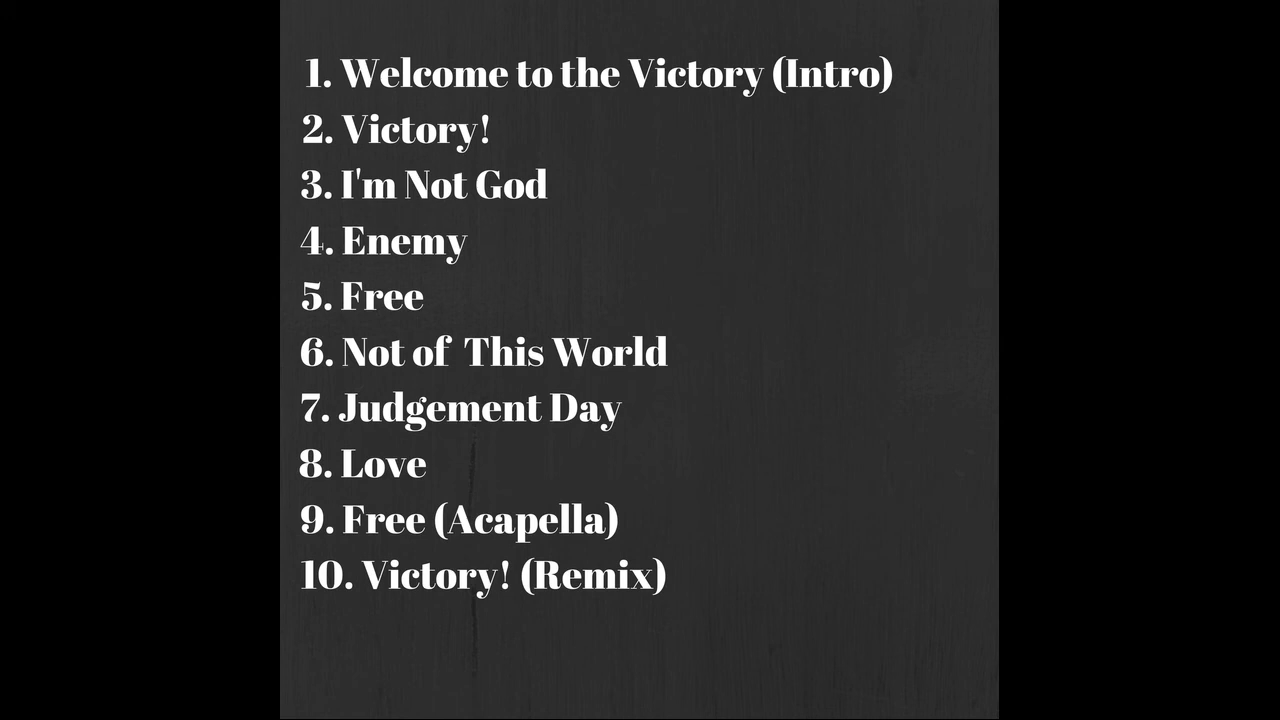 1. Welcome to the Victory (Intro)
2. Victory!
3. I'm Not God
4. Enemy
5. Free
6. Not of  This World
7. Judgement Day
8. Love
9. Free (Acapella)
10. Victory! (Remix)